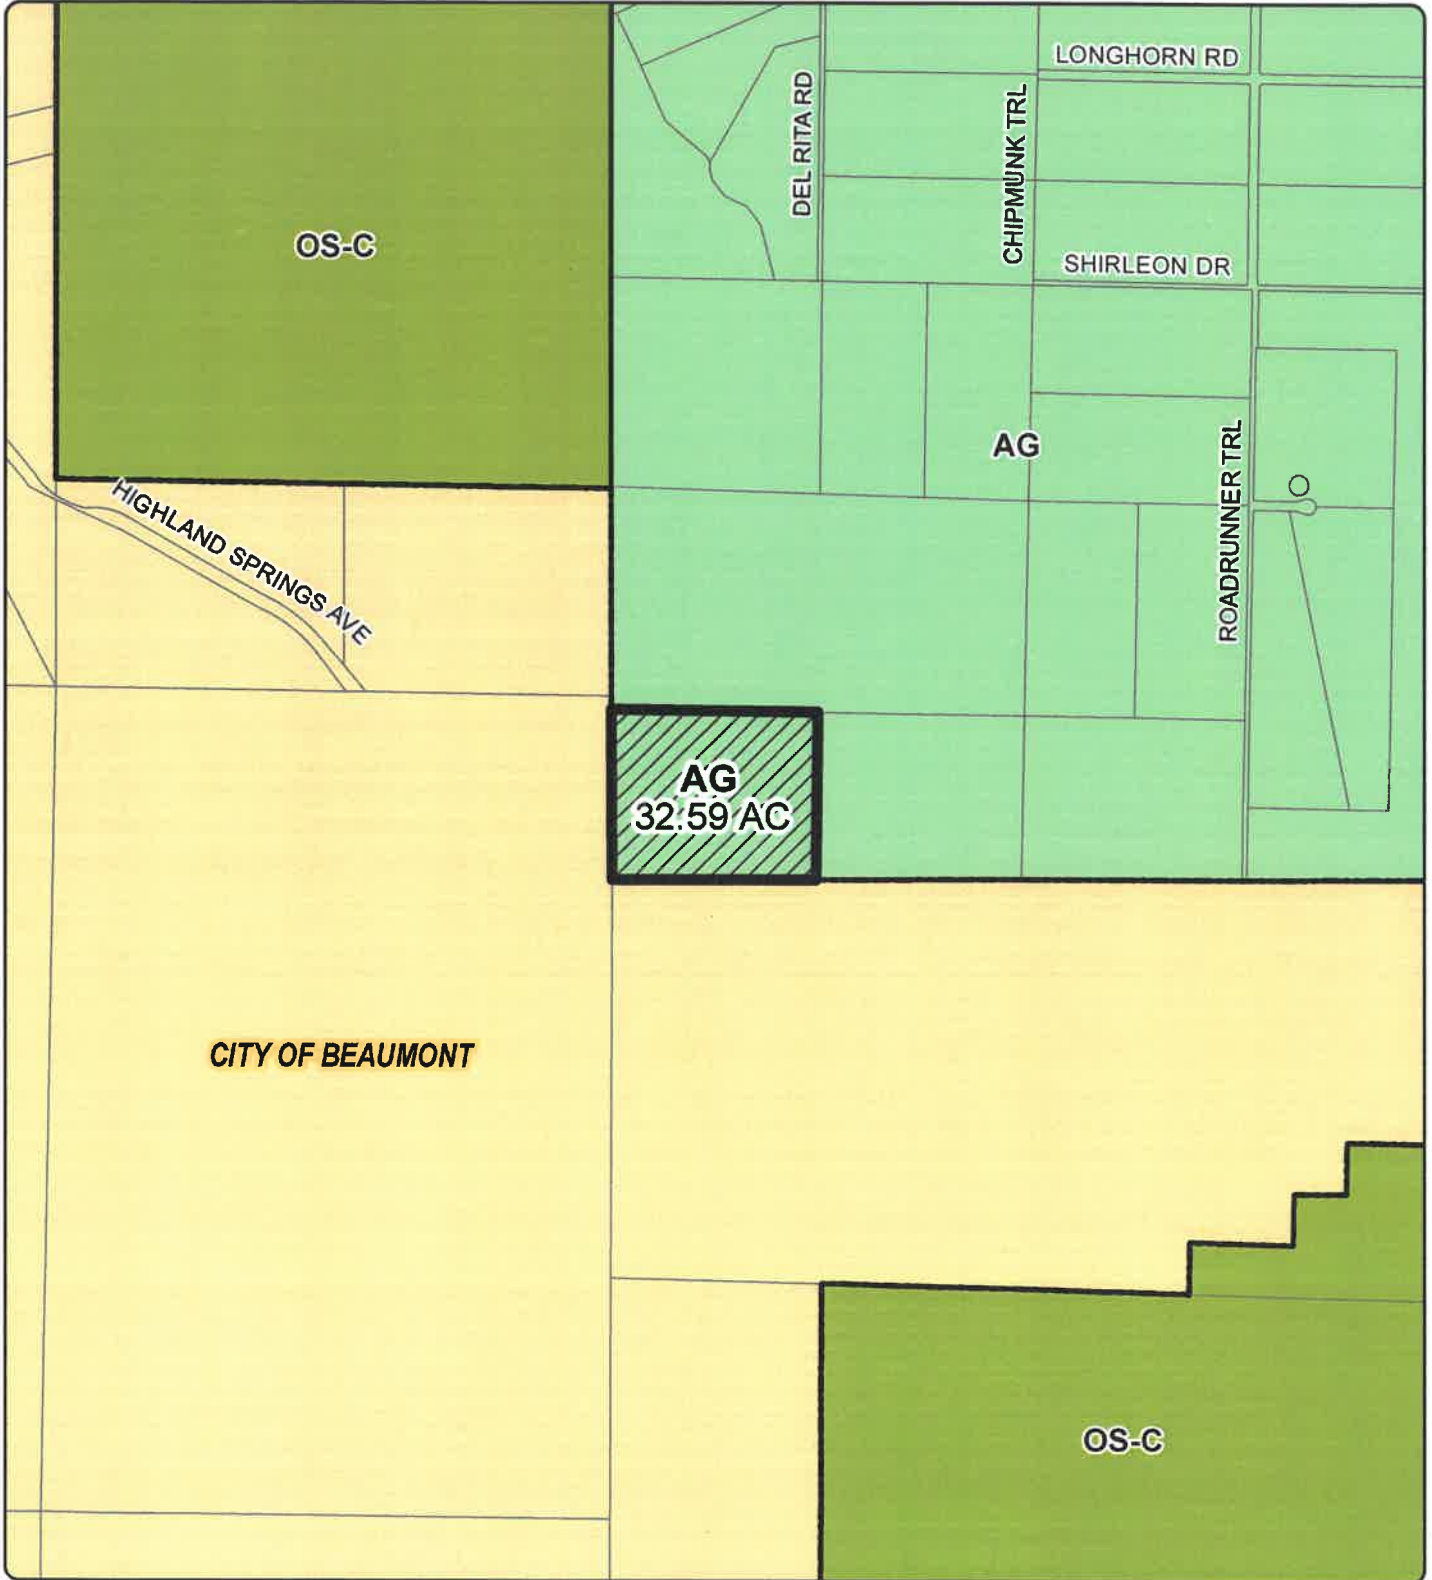 LONGHORN RD
DEL RITA RD
CHIPMUNK TRL
OS-C
SHIRLEON DR
AG
ROADRUNNER TRL
HIGHLAND SPRINGS AVE
AG
32.59 AC
CITY OF BEAUMONT
OS-C